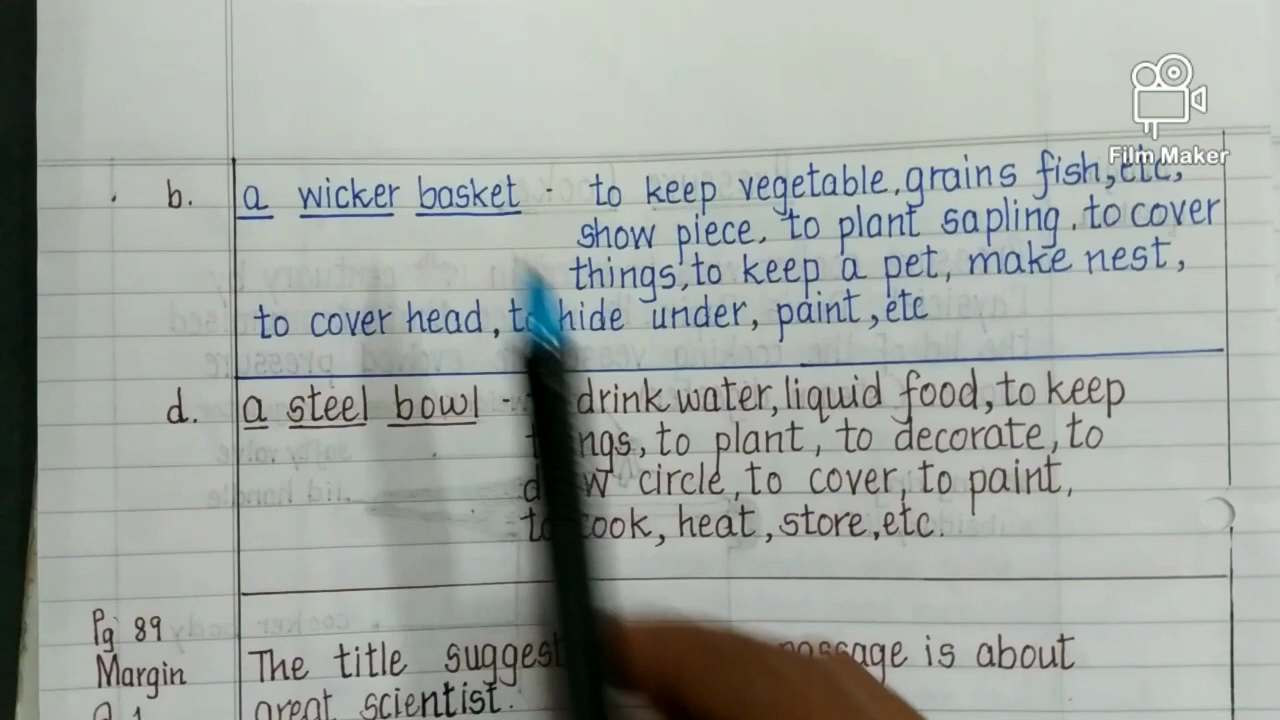 Film Maker
b. a wicker basket - to keep vegetable, grains fish, etc,
show piece, to plant sapling, to cover
things, to keep a pet, make nest,
to cover head, to hide under, paint, etc
d. a steel bowl - drink water, liquid food, to keep
to plant, to decorate, to
circle, to cover, to paint,
to cook, heat, store, etc.
Pg 89
Margin
The title suggest passage is about
great scientist.